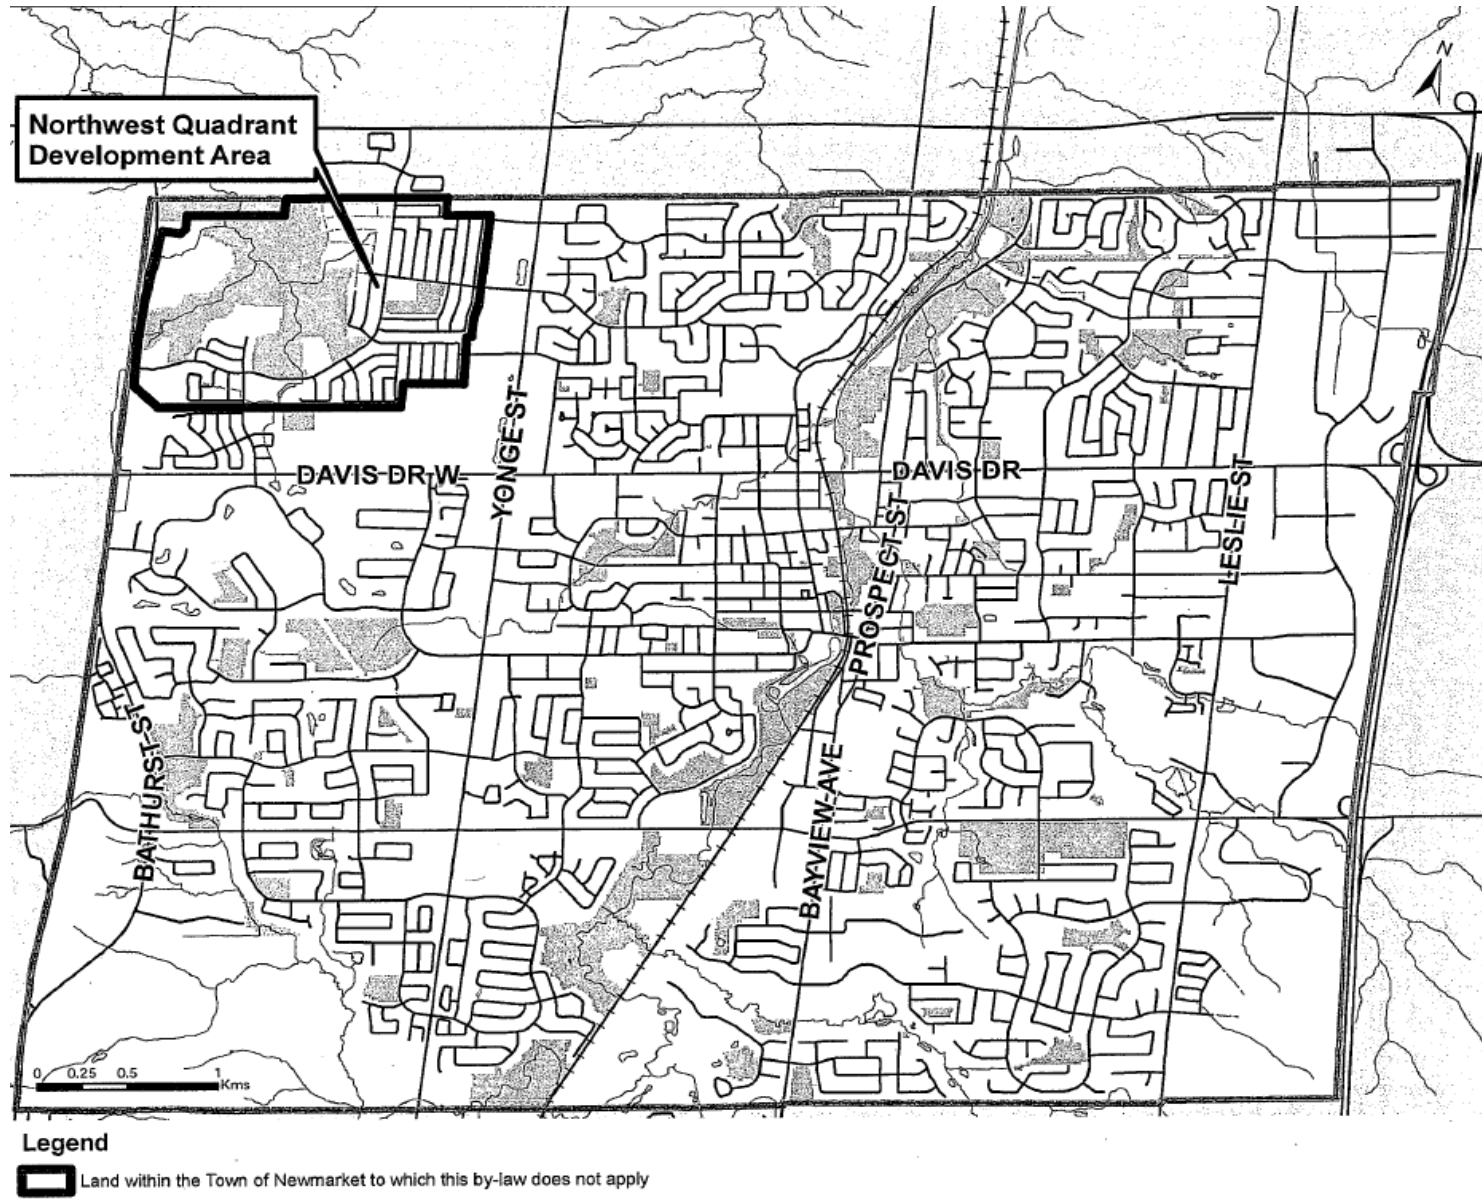 N
Northwest Quadrant
Development Area
YONGE ST
DAVIS DR W
DAVIS DR
LESLIE ST
PROSPECT ST
BATHURST ST
BAYVIEW AVE
0 0.25 0.5 1
Kms
Legend
Land within the Town of Newmarket to which this by-law does not apply